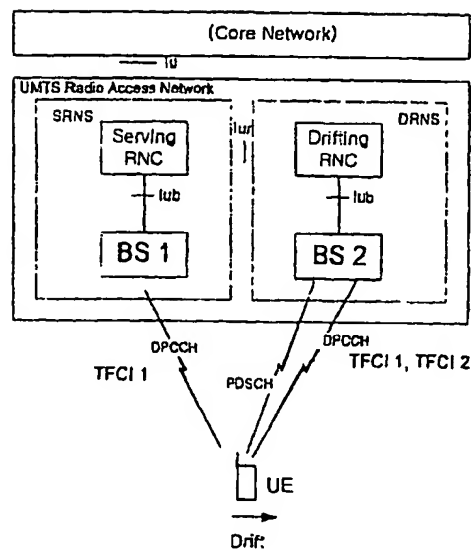 (Core Network)
Iu
UMTS Radio Access Network
SRNS
DRNS
Iur
Serving
RNC
Drifting
RNC
Iub
Iub
BS 1
BS 2
DPCCH
TFCI 1
PDSCH
DPCCH
TFCI 1, TFCI 2
UE
Drift